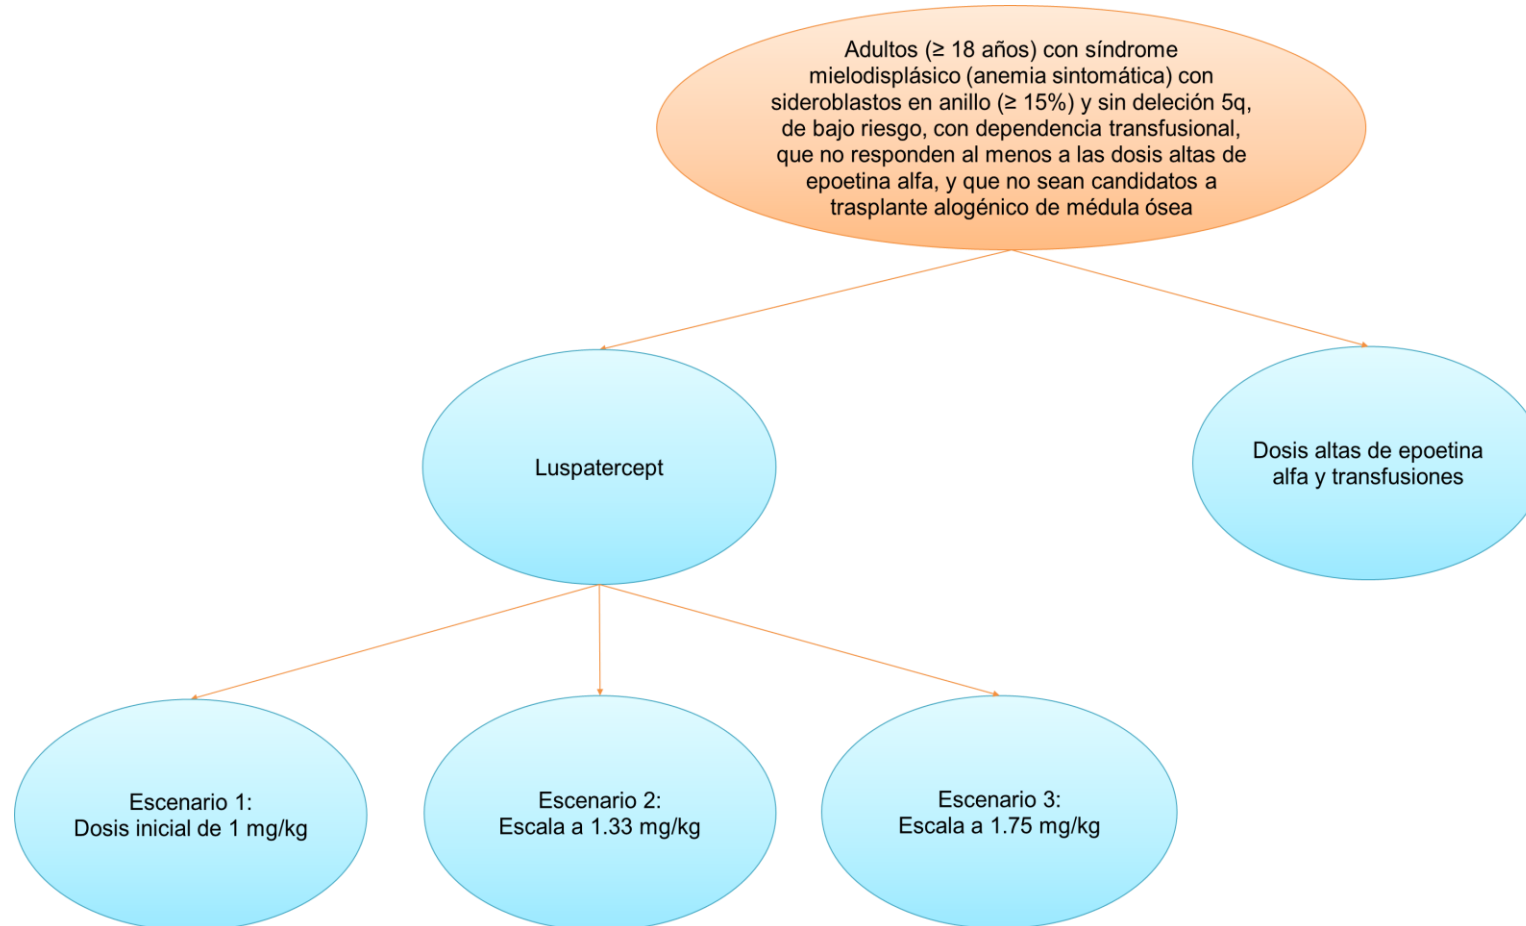 Adultos (≥ 18 años) con síndrome
mielodisplásico (anemia sintomática) con
sideroblastos en anillo (≥ 15%) y sin deleción 5q,
de bajo riesgo, con dependencia transfusional,
que no responden al menos a las dosis altas de
epoetina alfa, y que no sean candidatos a
trasplante alogénico de médula ósea
Luspatercept
Dosis altas de epoetina
alfa y transfusiones
Escenario 1:
Dosis inicial de 1 mg/kg
Escenario 2:
Escala a 1.33 mg/kg
Escenario 3:
Escala a 1.75 mg/kg